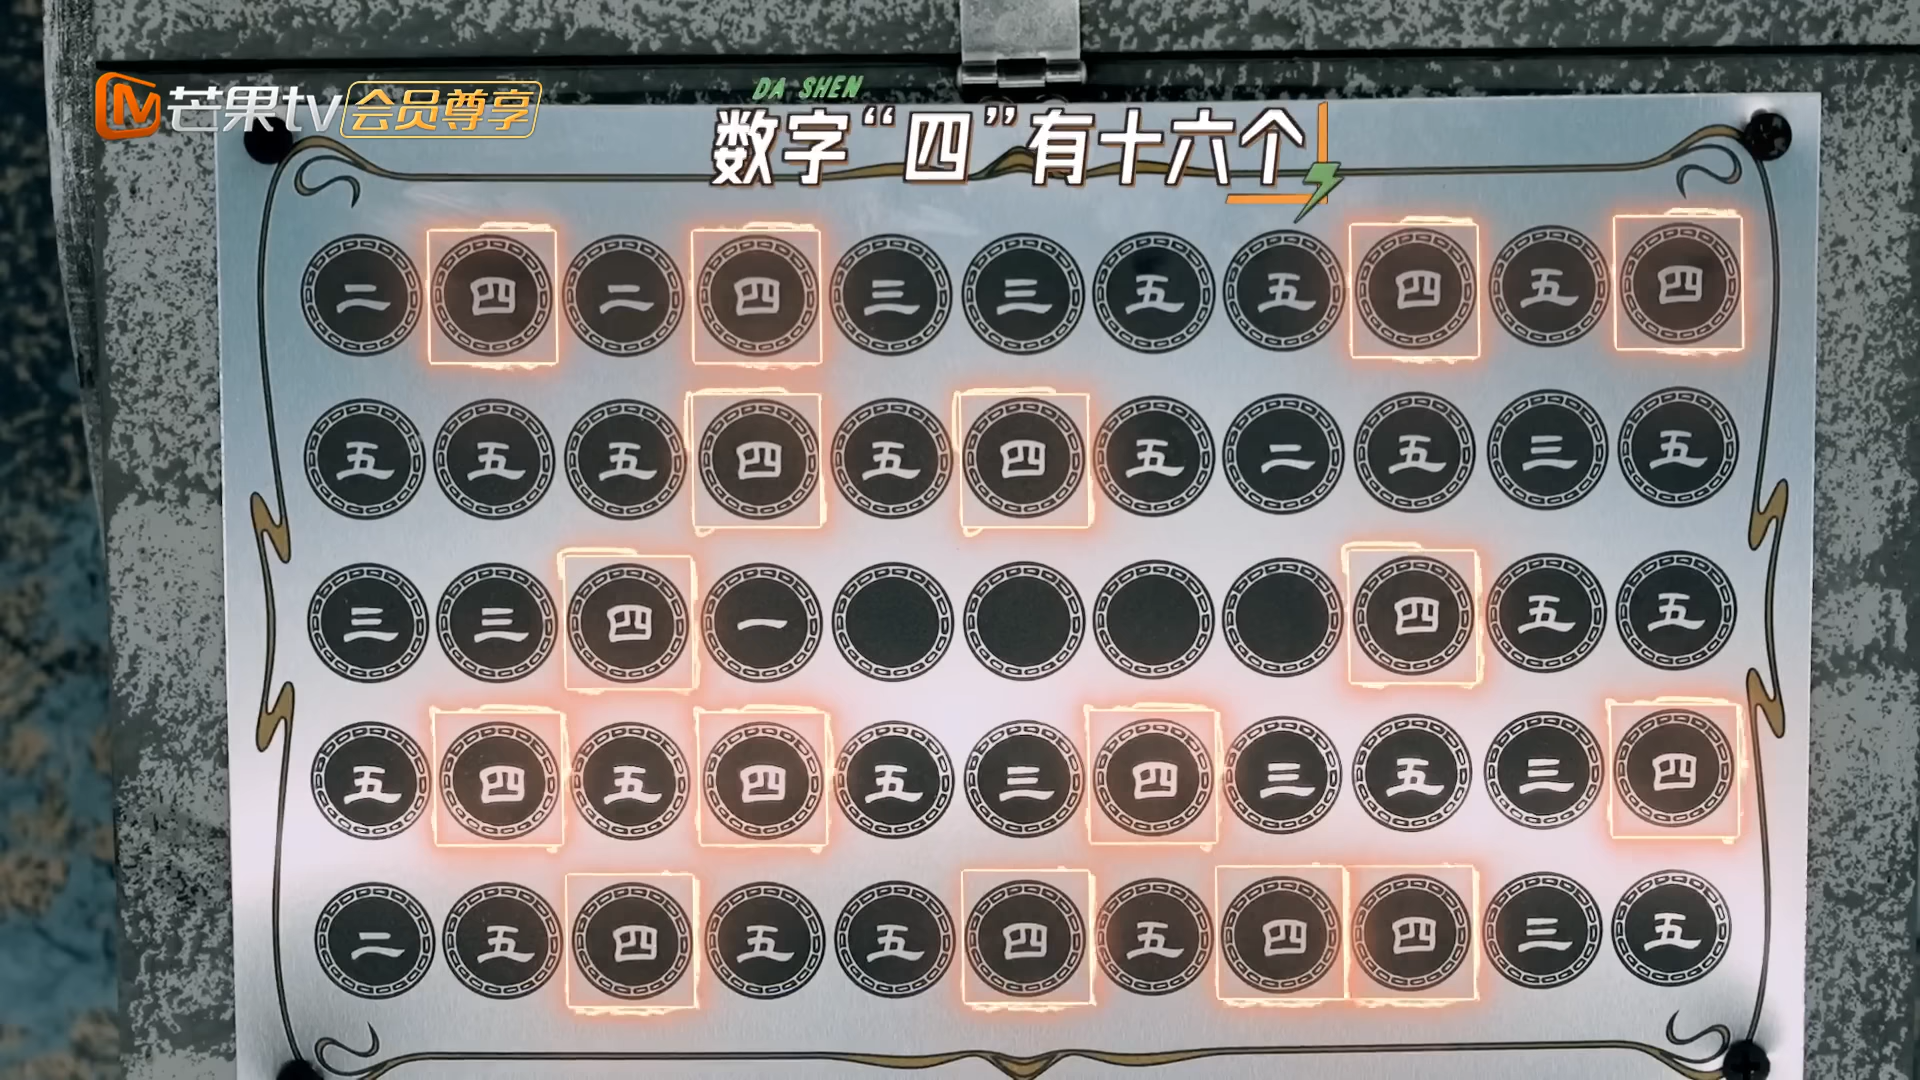 芒果tv会员尊享
DA SHEN
数字“四”有十六个
二四二四三三五五四五四
五五五四五四五二五三五
三三四一四五五
五四五四五三四三五三四
二五四五五四五四四三五